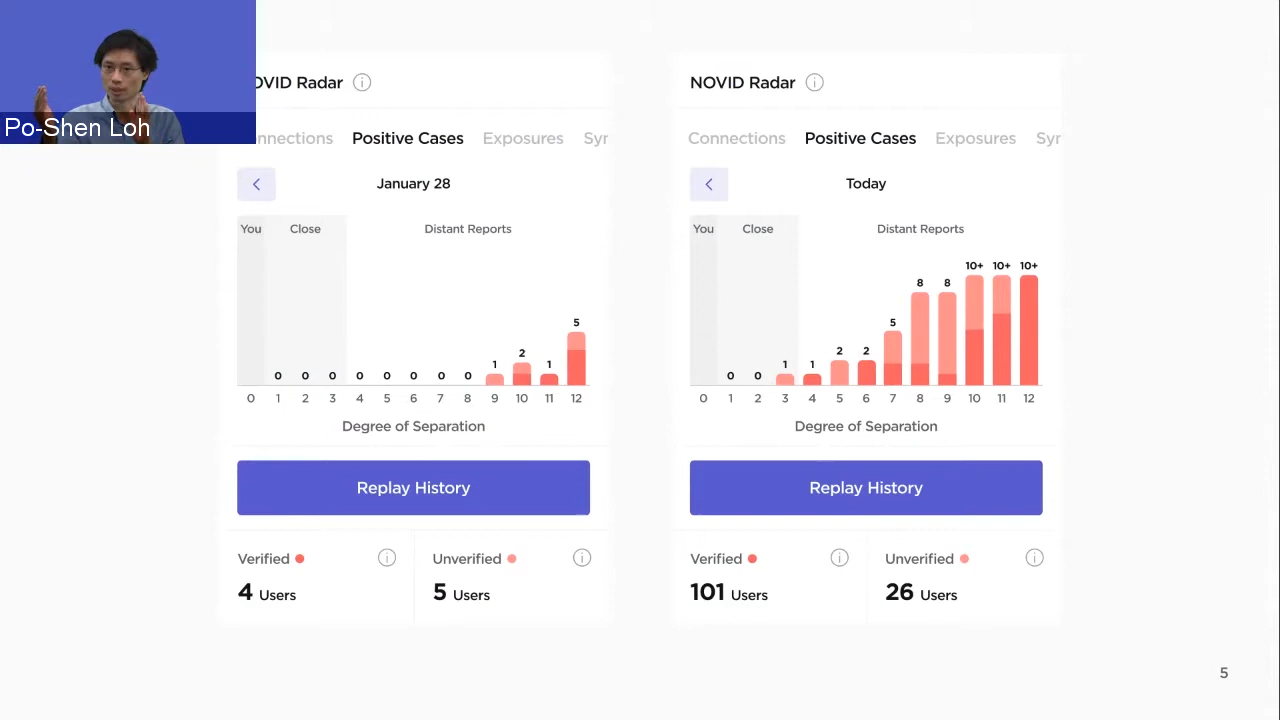 Po-Shen Loh
OVID Radar
nnections Positive Cases Exposures Syr
January 28
You Close Distant Reports
0 0 0 0 0 0 0 0 1 2 1 5
0 1 2 3 4 5 6 7 8 9 10 11 12
Degree of Separation
Replay History
Verified Unverified
4 Users 5 Users
NOVID Radar
Connections Positive Cases Exposures Syr
Today
You Close Distant Reports
0 0 1 1 2 2 5 8 8 10+ 10+ 10+
0 1 2 3 4 5 6 7 8 9 10 11 12
Degree of Separation
Replay History
Verified Unverified
101 Users 26 Users
5